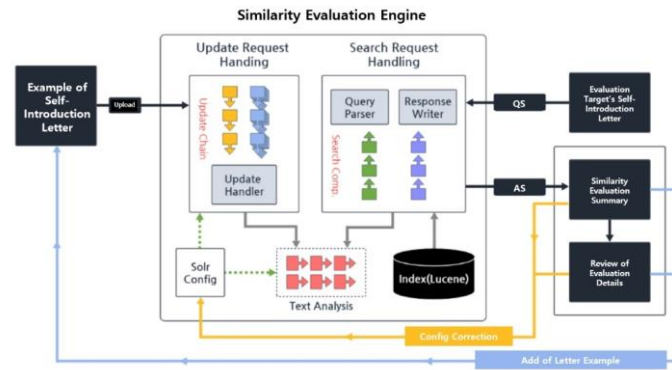 Similarity Evaluation Engine
Update Request
Handing
Search Request
Handling
Example of
Self-
Introduction
Letter
Upload
Update Chain
Update
Handler
Query
Parser
Response
Writer
Search Comp.
QS
Evaluation
Target's Self-
Introduction
Letter
AS
Similarity
Evaluation
Summary
Review of
Evaluation
Details
Solr
Config
Text Analysis
Index(Lucene)
Config Correction
Add of Letter Example